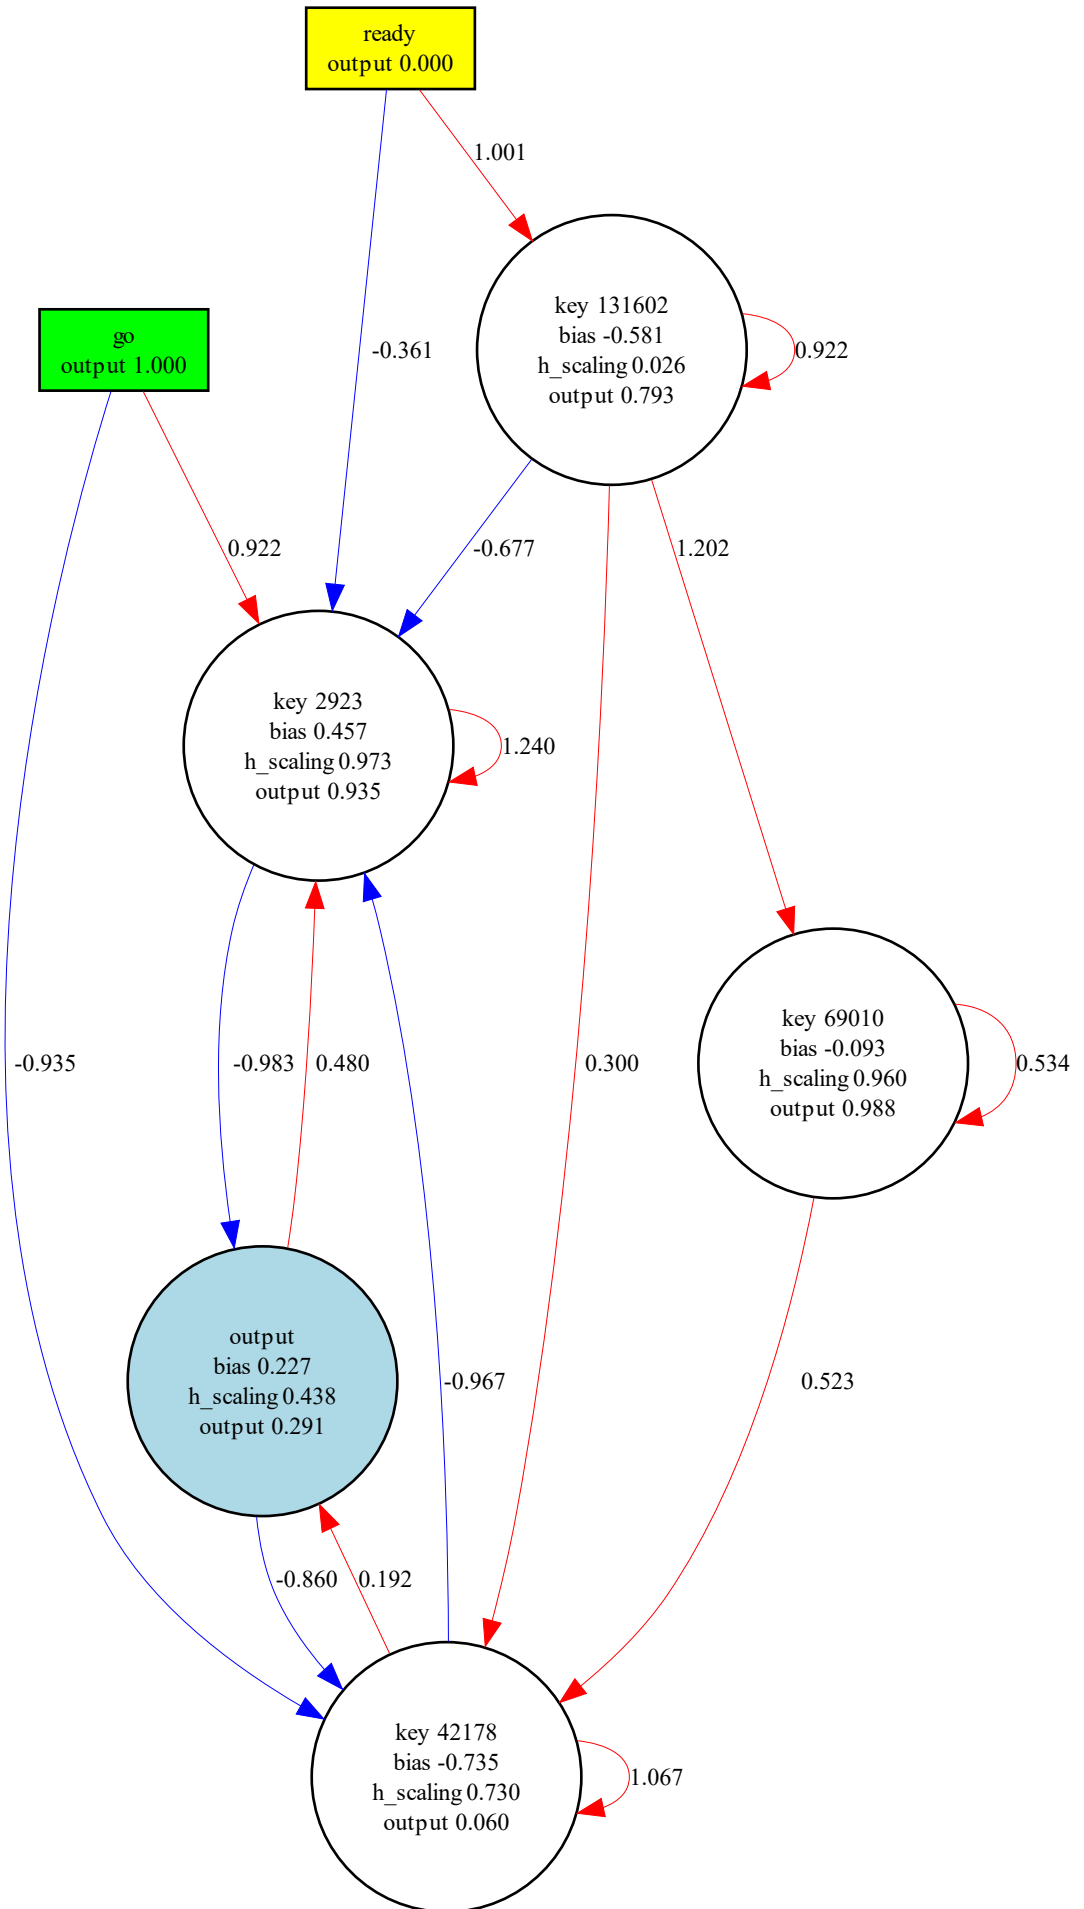 ready
output 0.000
1.001
key 131602
bias -0.581
h_scaling 0.026
output 0.793
0.922
go
output 1.000
-0.361
0.922
-0.677
1.202
key 2923
bias 0.457
h_scaling 0.973
output 0.935
1.240
key 69010
bias -0.093
h_scaling 0.960
output 0.988
0.534
-0.935
-0.983
0.480
0.300
output
bias 0.227
h_scaling 0.438
output 0.291
-0.967
0.523
-0.860
0.192
key 42178
bias -0.735
h_scaling 0.730
output 0.060
1.067